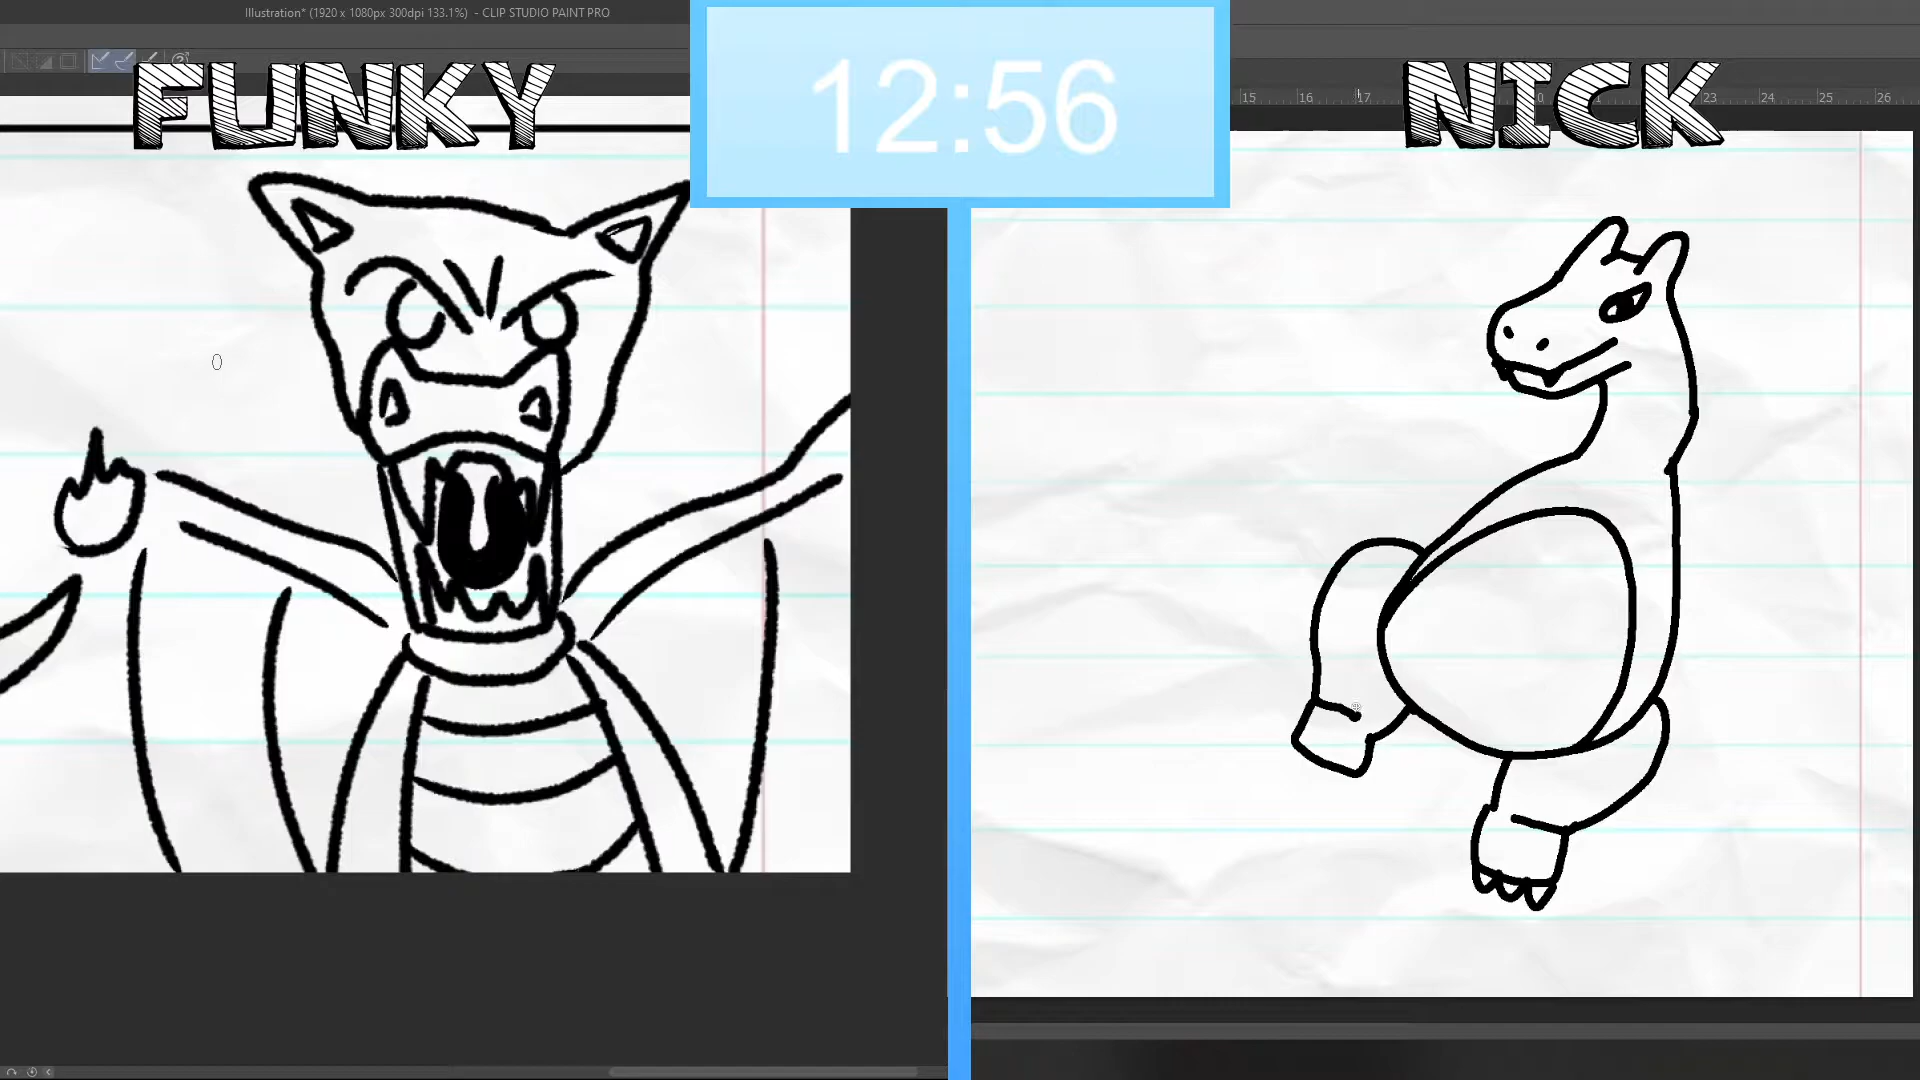 Illustration* (1920 x 1080px 300dpi 133.1%) - CLIP STUDIO PAINT PRO
FUNKY
12:56
NICK
15 16 17 23 24 25 26